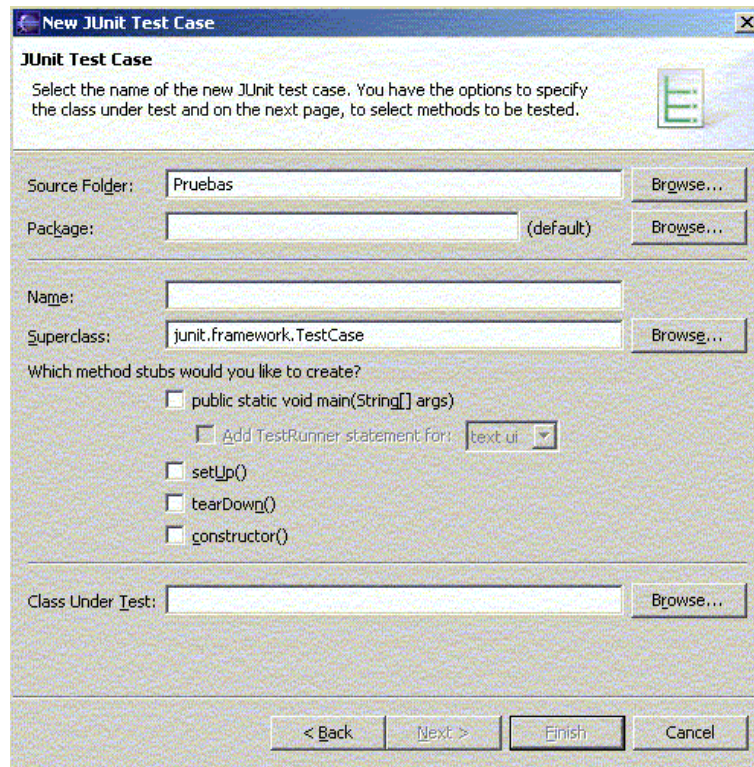 New JUnit Test Case
JUnit Test Case
Select the name of the new JUnit test case. You have the options to specify
the class under test and on the next page, to select methods to be tested.
Source Folder: Pruebas Browse...
Package: (default) Browse...
Name:
Superclass: junit.framework.TestCase Browse...
Which method stubs would you like to create?
public static void main(String[] args)
Add TestRunner statement for: text ui
setUp()
tearDown()
constructor()
Class Under Test: Browse...
< Back Next > Finish Cancel